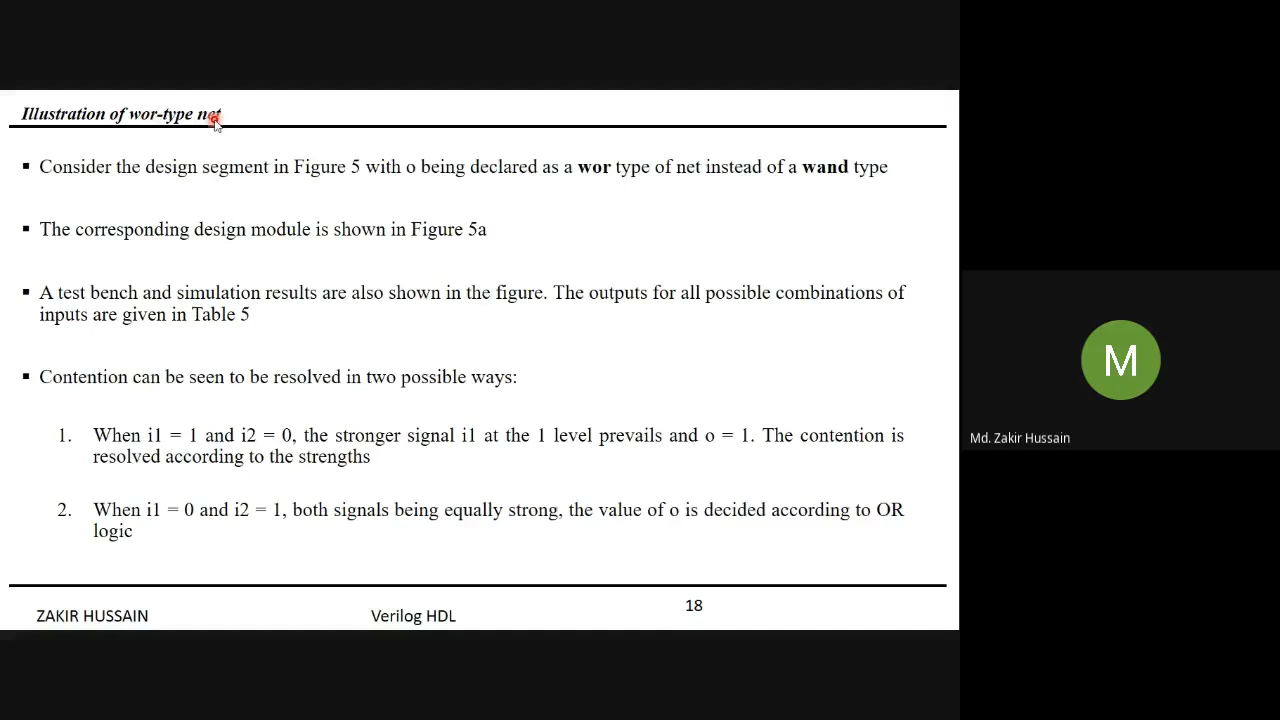 Illustration of wor-type net
▪ Consider the design segment in Figure 5 with o being declared as a wor type of net instead of a wand type
▪ The corresponding design module is shown in Figure 5a
▪ A test bench and simulation results are also shown in the figure. The outputs for all possible combinations of
inputs are given in Table 5
▪ Contention can be seen to be resolved in two possible ways:
1. When i1 = 1 and i2 = 0, the stronger signal i1 at the 1 level prevails and o = 1. The contention is
resolved according to the strengths
2. When i1 = 0 and i2 = 1, both signals being equally strong, the value of o is decided according to OR
logic
ZAKIR HUSSAIN
Verilog HDL
18
M
Md. Zakir Hussain